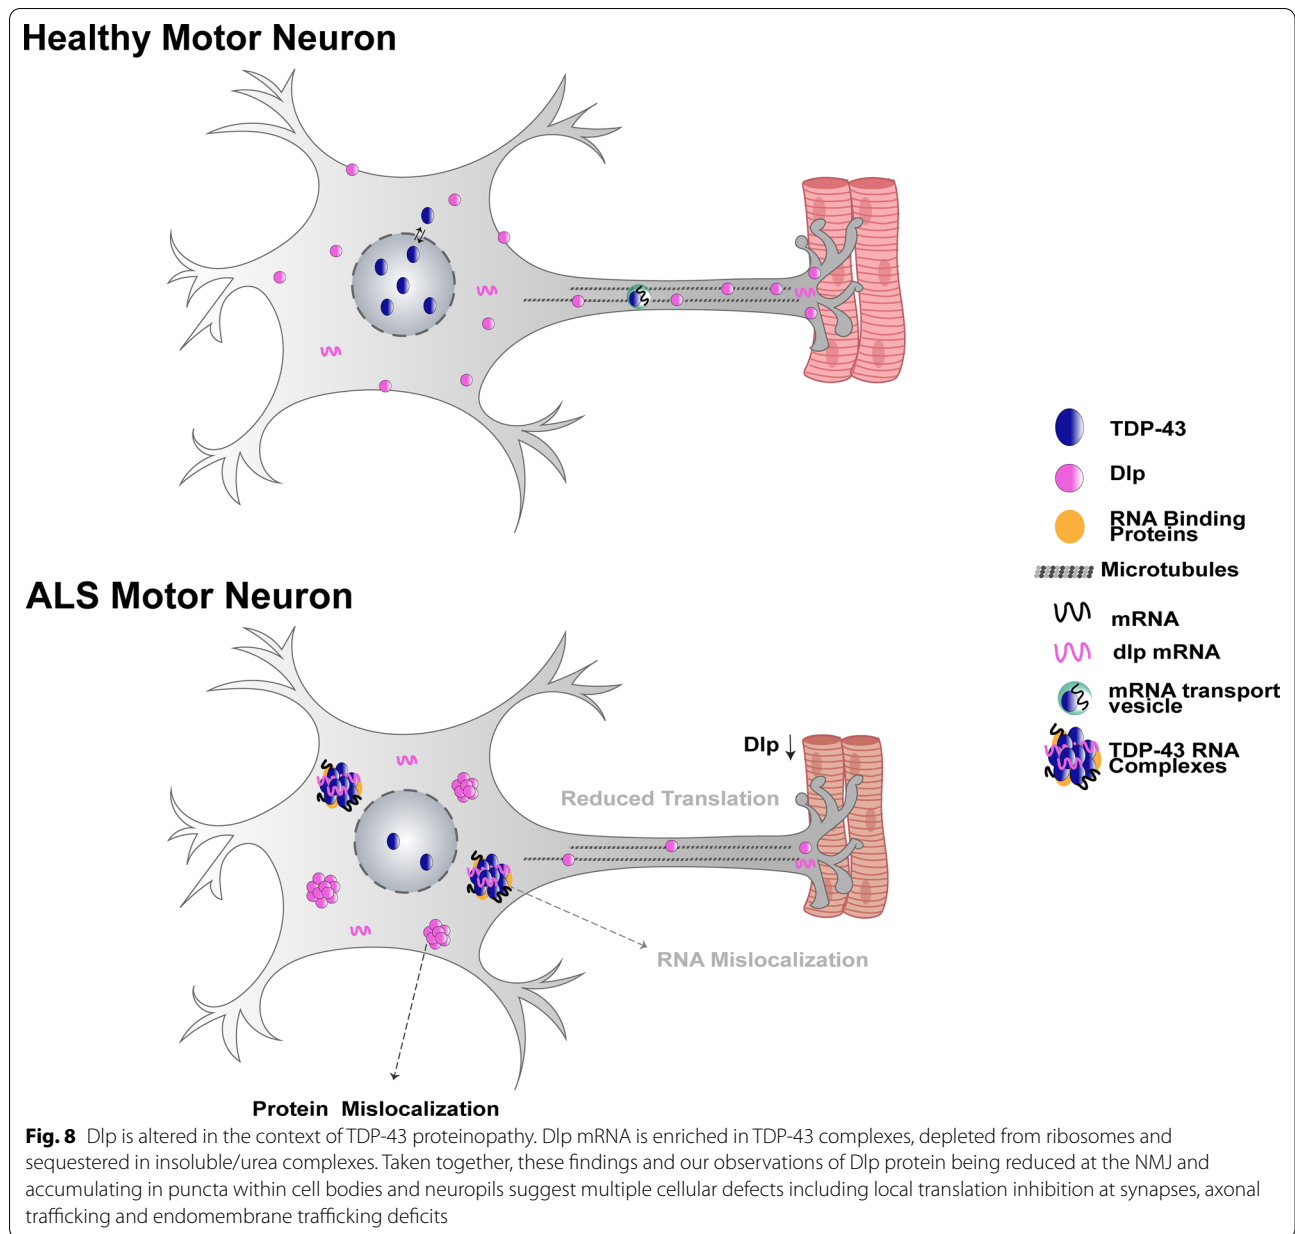 Healthy Motor Neuron
TDP-43
Dlp
RNA Binding
Proteins
Microtubules
mRNA
dlp mRNA
mRNA transport
vesicle
TDP-43 RNA
Complexes
ALS Motor Neuron
Dlp ↓
Reduced Translation
RNA Mislocalization
Protein Mislocalization
Fig. 8 Dlp is altered in the context of TDP-43 proteinopathy. Dlp mRNA is enriched in TDP-43 complexes, depleted from ribosomes and
sequestered in insoluble/urea complexes. Taken together, these findings and our observations of Dlp protein being reduced at the NMJ and
accumulating in puncta within cell bodies and neuropils suggest multiple cellular defects including local translation inhibition at synapses, axonal
trafficking and endomembrane trafficking deficits